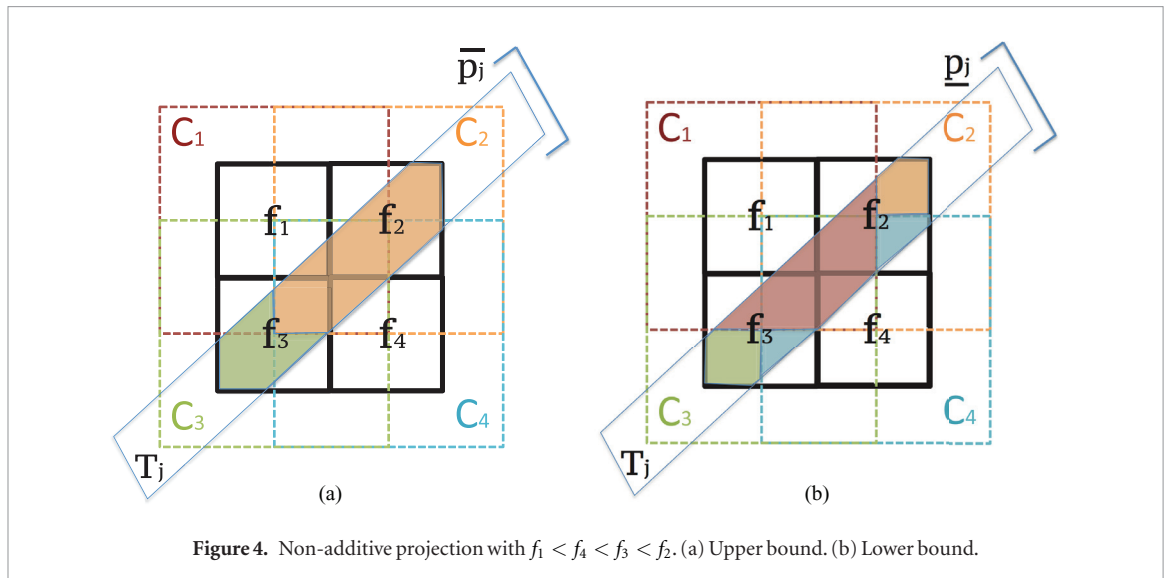 p̅ⱼ
C₁ C₂
f₁ f₂
f₃ f₄
C₃ C₄
Tⱼ
(a)
p̲ⱼ
C₁ C₂
f₁ f₂
f₃ f₄
C₃ C₄
Tⱼ
(b)
Figure 4. Non-additive projection with f₁ < f₄ < f₃ < f₂. (a) Upper bound. (b) Lower bound.